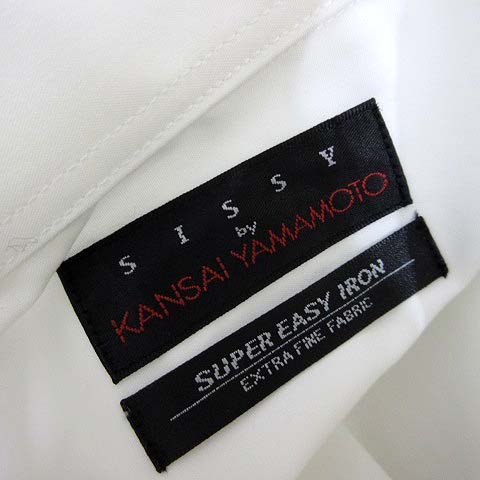 SISSY
by
KANSAI YAMAMOTO
SUPER EASY IRON
EXTRA FINE FABRIC